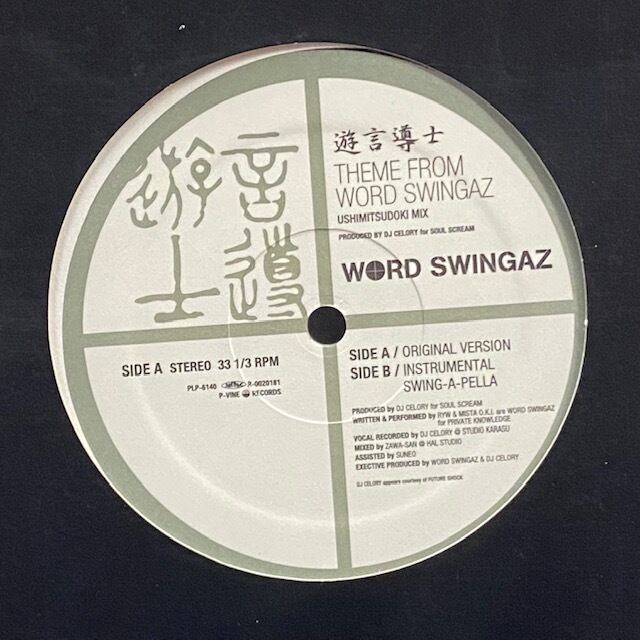 遊言導士
遊言導士
THEME FROM
WORD SWINGAZ
USHIMITSUDOKI MIX
PRODUCED BY DJ CELORY for SOUL SCREAM
WORD SWINGAZ
SIDE A STEREO 33 1/3 RPM
PLP-6140 R-0020181
P-VINE RECORDS
SIDE A / ORIGINAL VERSION
SIDE B / INSTRUMENTAL
SWING-A-PELLA
PRODUCED by DJ CELORY for SOUL SCREAM
WRITTEN & PERFORMED by RYW & MISTA O.K.I. are WORD SWINGAZ
for PRIVATE KNOWLEDGE
VOCAL RECORDED by DJ CELORY @ STUDIO KARASU
MIXED by ZAWA-SAN @ HAL STUDIO
ASSISTED by SUNEO
EXECTIVE PRODUCED by WORD SWINGAZ & DJ CELORY
DJ CELORY appears courtesy of FUTURE SHOCK